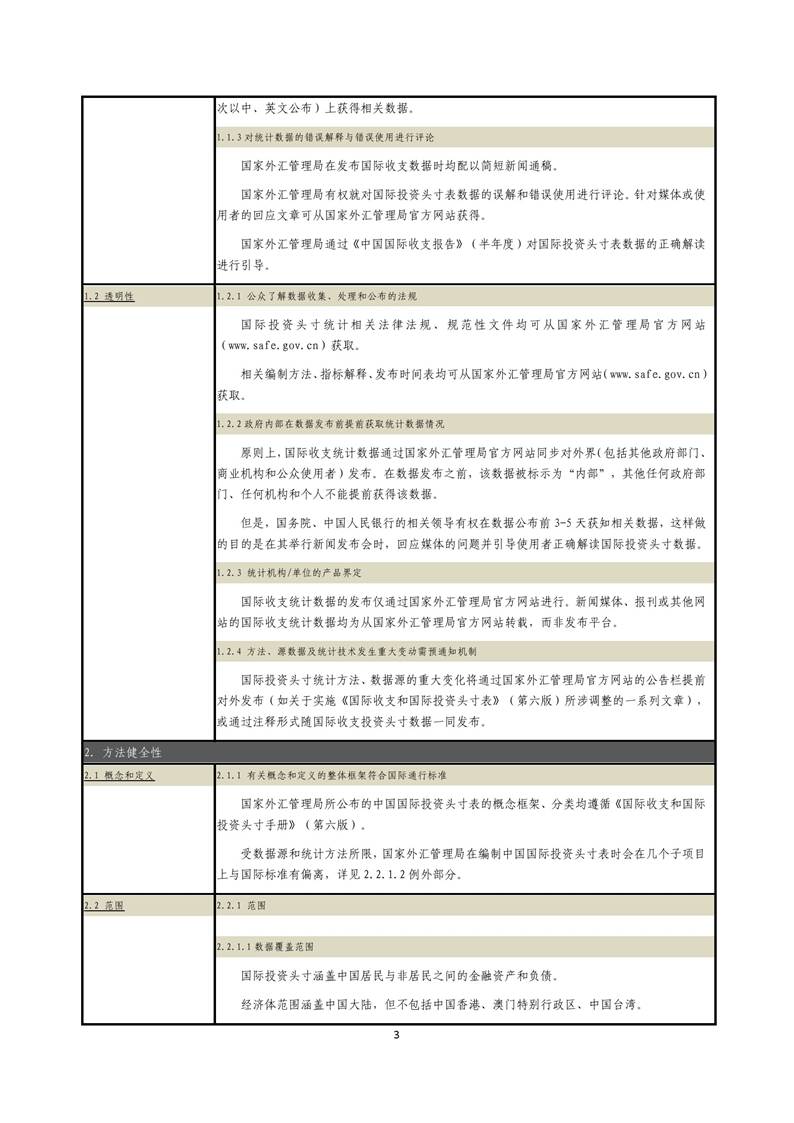 次以中、英文公布）上获得相关数据。
1.1.3对统计数据的错误解释与错误使用进行评论
国家外汇管理局在发布国际收支数据时均配以简短新闻通稿。
国家外汇管理局有权就对国际投资头寸表数据的误解和错误使用进行评论。针对媒体或使
用者的回应文章可从国家外汇管理局官方网站获得。
国家外汇管理局通过《中国国际收支报告》（半年度）对国际投资头寸表数据的正确解读
进行引导。
1.2 透明性
1.2.1 公众了解数据收集、处理和公布的法规
国际投资头寸统计相关法律法规、规范性文件均可从国家外汇管理局官方网站
（www.safe.gov.cn）获取。
相关编制方法、指标解释、发布时间表均可从国家外汇管理局官方网站（www.safe.gov.cn）
获取。
1.2.2政府内部在数据发布前提前获取统计数据情况
原则上，国际收支统计数据通过国家外汇管理局官方网站同步对外界（包括其他政府部门、
商业机构和公众使用者）发布。在数据发布之前，该数据被标示为“内部”，其他任何政府部
门、任何机构和个人不能提前获得该数据。
但是，国务院、中国人民银行的相关领导有权在数据公布前3-5天获知相关数据，这样做
的目的是在其举行新闻发布会时，回应媒体的问题并引导使用者正确解读国际投资头寸数据。
1.2.3 统计机构/单位的产品界定
国际收支统计数据的发布仅通过国家外汇管理局官方网站进行。新闻媒体、报刊或其他网
站的国际收支统计数据均为从国家外汇管理局官方网站转载，而非发布平台。
1.2.4 方法、源数据及统计技术发生重大变动需预通知机制
国际投资头寸统计方法、数据源的重大变化将通过国家外汇管理局官方网站的公告栏提前
对外发布（如关于实施《国际收支和国际投资头寸表》（第六版）所涉调整的一系列文章），
或通过注释形式随国际收支投资头寸数据一同发布。
2. 方法健全性
2.1 概念和定义
2.1.1 有关概念和定义的整体框架符合国际通行标准
国家外汇管理局所公布的中国国际投资头寸表的概念框架、分类均遵循《国际收支和国际
投资头寸手册》（第六版）。
受数据源和统计方法所限，国家外汇管理局在编制中国国际投资头寸表时会在几个子项目
上与国际标准有偏离，详见2.2.1.2例外部分。
2.2 范围
2.2.1 范围
2.2.1.1数据覆盖范围
国际投资头寸涵盖中国居民与非居民之间的金融资产和负债。
经济体范围涵盖中国大陆，但不包括中国香港、澳门特别行政区、中国台湾。
3